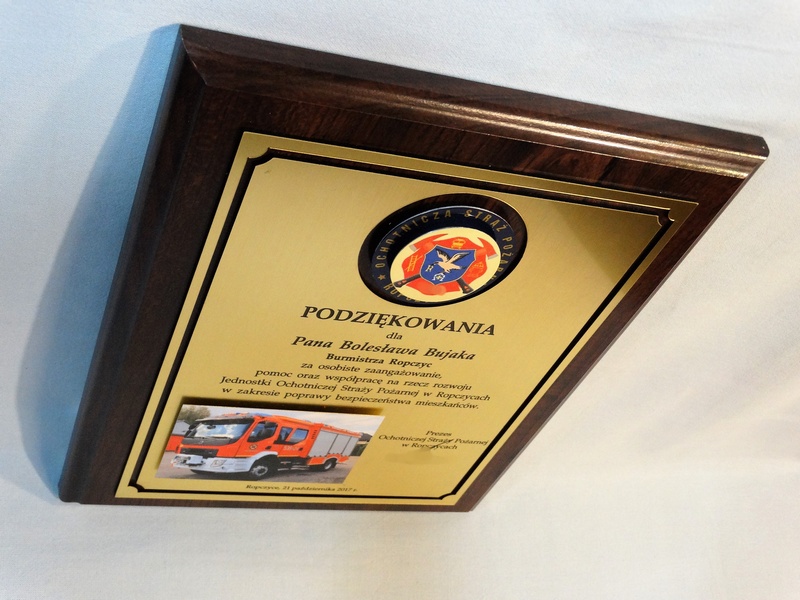 OCHOTNICZA STRAŻ POŻARNA
PODZIĘKOWANIA
dla
Pana Bolesława Bujaka
Burmistrza Ropczyc
za osobiste zaangażowanie,
pomoc oraz współpracę na rzecz rozwoju
Jednostki Ochotniczej Straży Pożarnej w Ropczycach
w zakresie poprawy bezpieczeństwa mieszkańców.
Prezes
Ochotniczej Straży Pożarnej
w Ropczycach
Ropczyce, 21 października 2017 r.